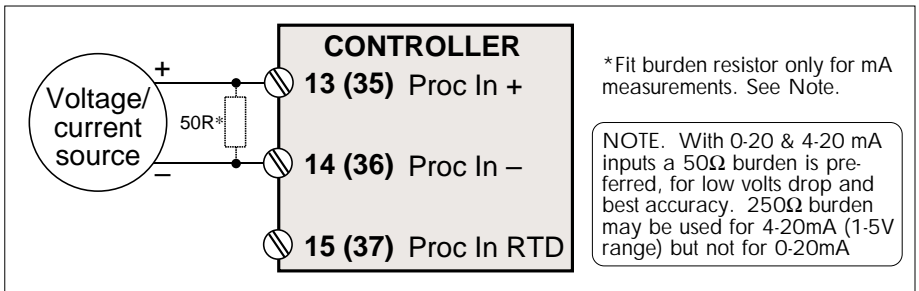 CONTROLLER
+
13 (35) Proc In +
Voltage/
current
source
50R*
14 (36) Proc In –
–
15 (37) Proc In RTD
*Fit burden resistor only for mA
measurements. See Note.
NOTE. With 0-20 & 4-20 mA
inputs a 50Ω burden is pre-
ferred, for low volts drop and
best accuracy. 250Ω burden
may be used for 4-20mA (1-5V
range) but not for 0-20mA